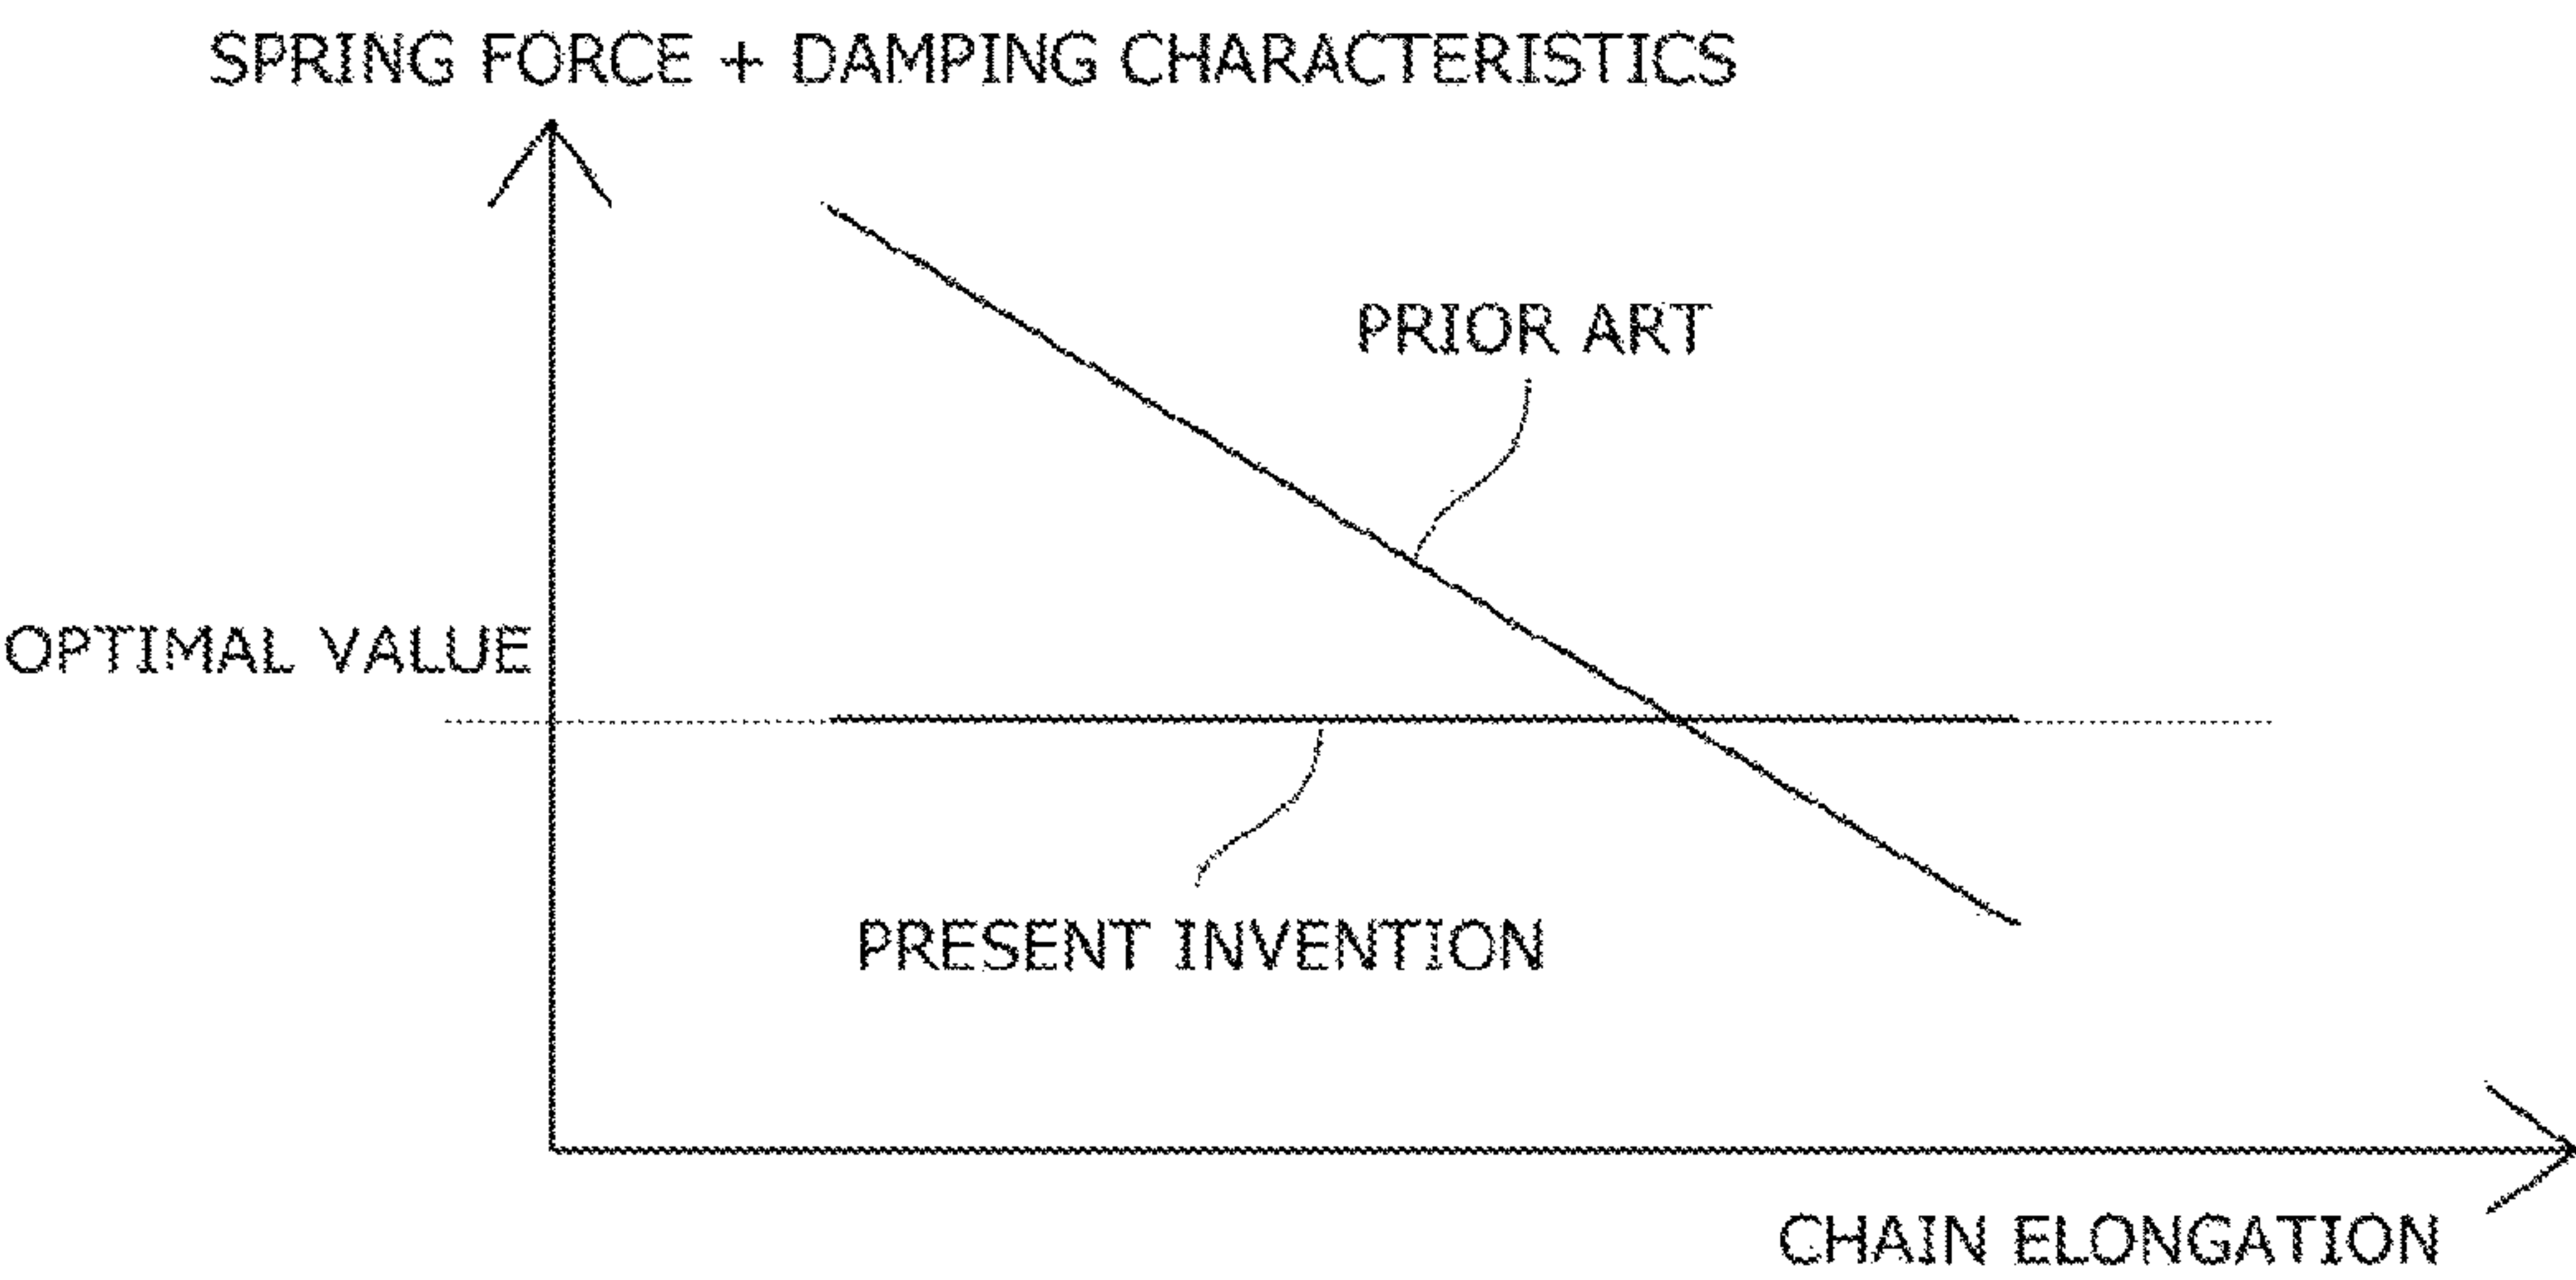 SPRING FORCE + DAMPING CHARACTERISTICS
PRIOR ART
OPTIMAL VALUE
PRESENT INVENTION
CHAIN ELONGATION